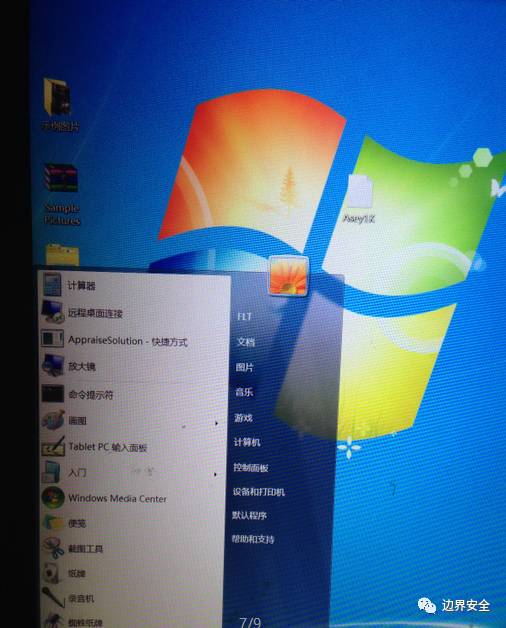 示例图片
Sample
Pictures
Asey1X
计算器
远程桌面连接
AppraiseSolution - 快捷方式
放大镜
命令提示符
画图
Tablet PC 输入面板
入门
Windows Media Center
便笺
截图工具
纸牌
录音机
蜘蛛纸牌
FLT
文档
图片
音乐
游戏
计算机
控制面板
设备和打印机
默认程序
帮助和支持
7/9
边界安全